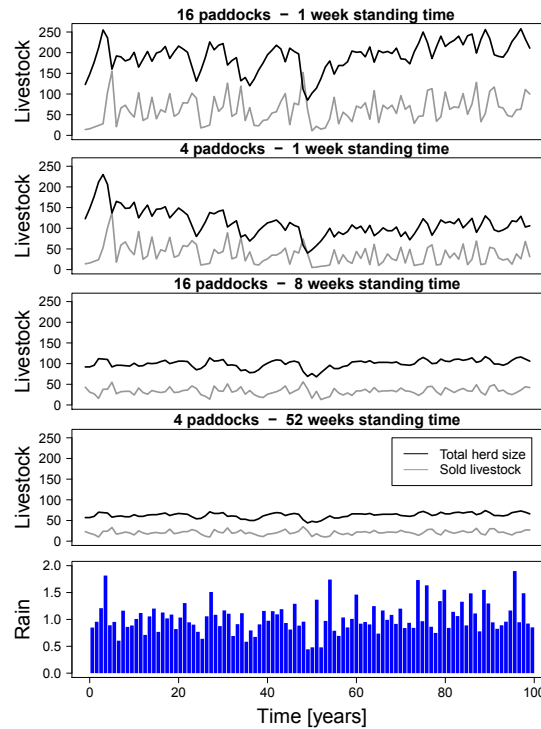 16 paddocks − 1 week standing time
Livestock
250
200
150
100
50
0
4 paddocks − 1 week standing time
Livestock
250
200
150
100
50
0
16 paddocks − 8 weeks standing time
Livestock
250
200
150
100
50
0
4 paddocks − 52 weeks standing time
Livestock
250
200
150
100
50
0
Total herd size
Sold livestock
Rain
2.0
1.5
1.0
0.5
0.0
0 20 40 60 80 100
Time [years]